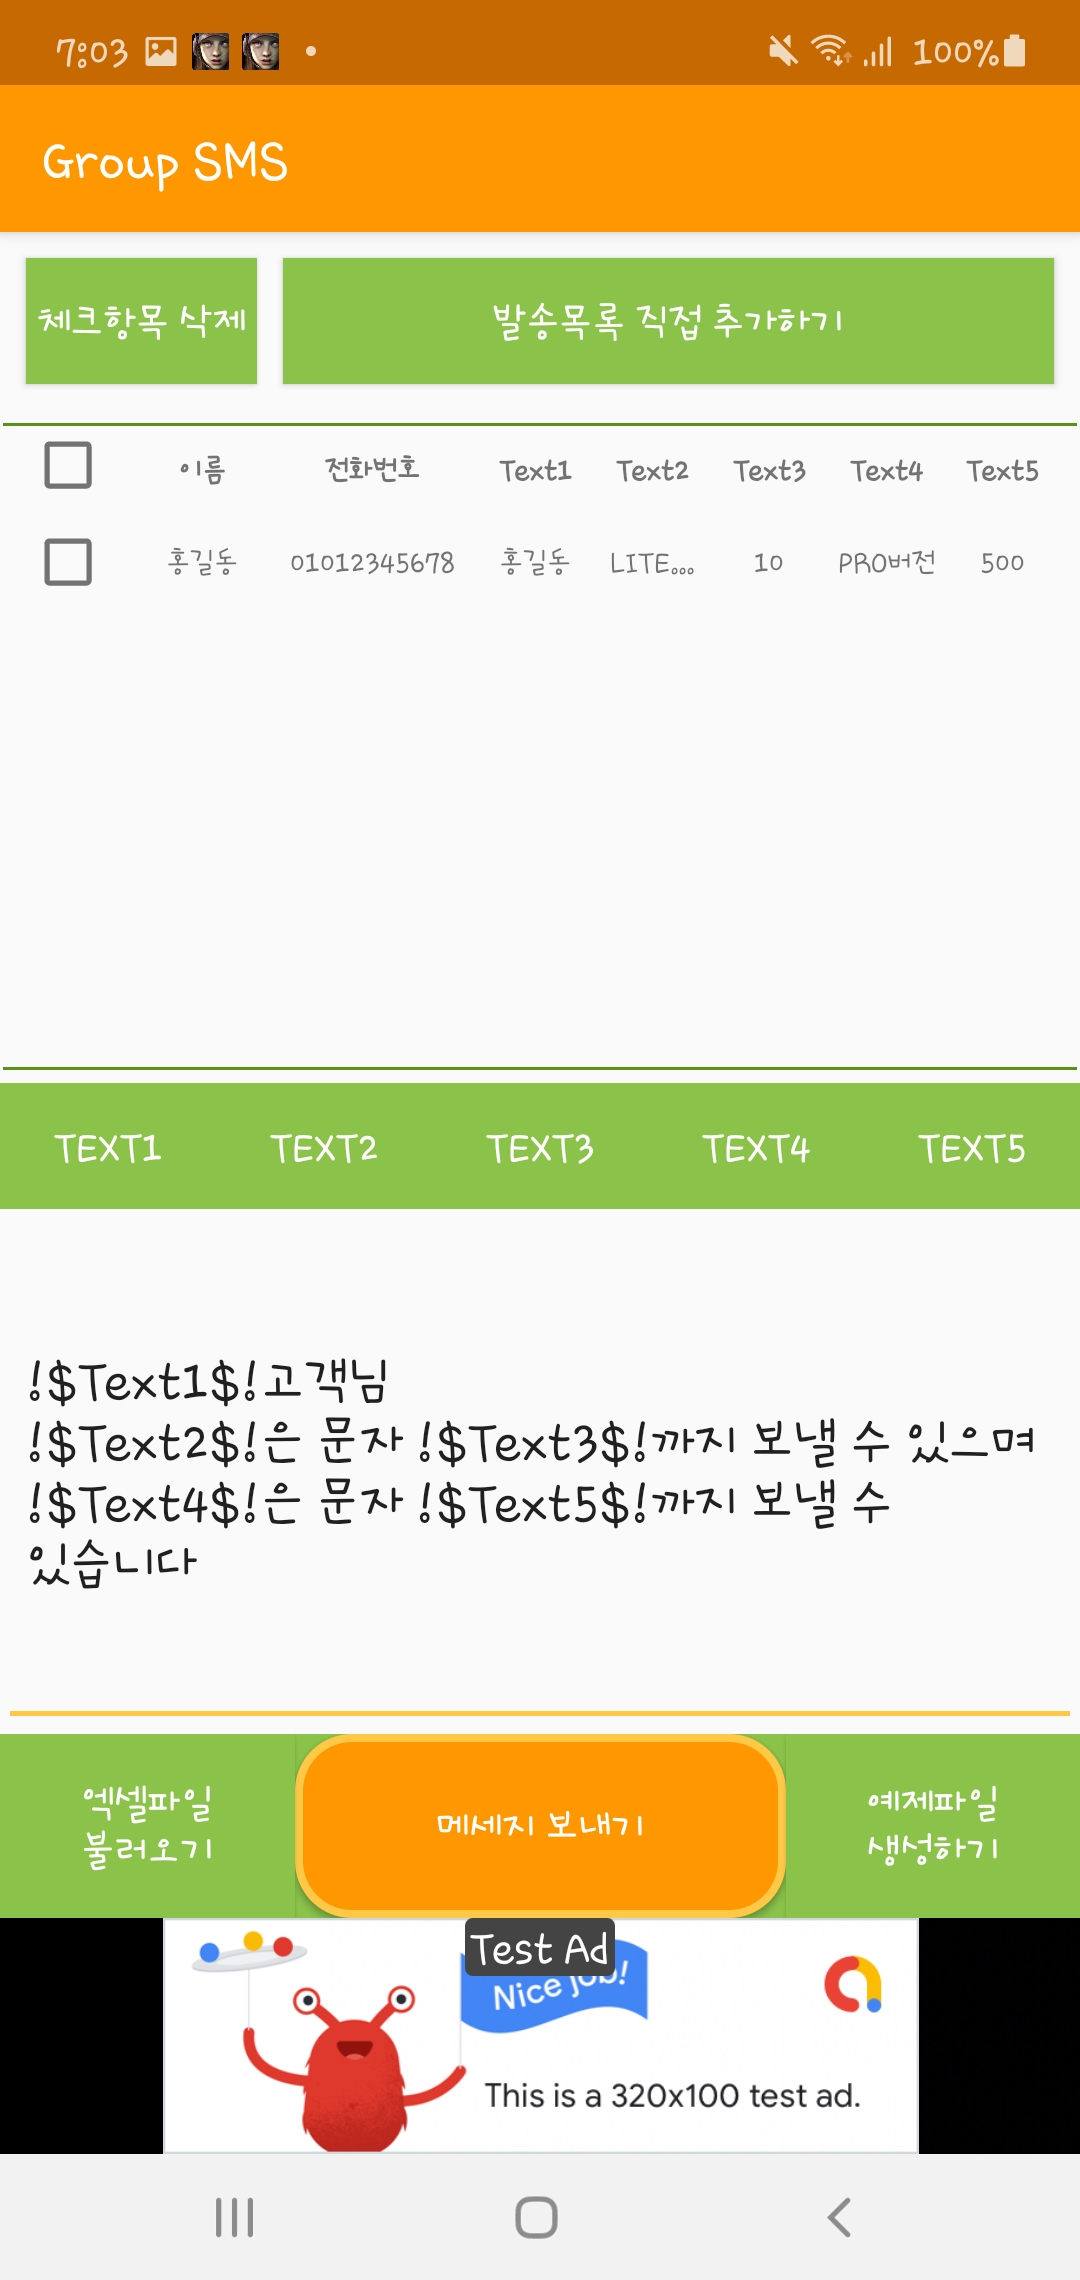 7:03 100%
Group SMS
체크항목 삭제 발송목록 직접 추가하기
이름 전화번호 Text1 Text2 Text3 Text4 Text5
홍길동 01012345678 홍길동 LITE... 10 PRO버전 500
TEXT1 TEXT2 TEXT3 TEXT4 TEXT5
!$Text1$!고객님
!$Text2$!은 문자 !$Text3$!까지 보낼 수 있으며
!$Text4$!은 문자 !$Text5$!까지 보낼 수
있습니다
엑셀파일
불러오기
메세지 보내기
예제파일
생성하기
Test Ad
Nice job!
This is a 320x100 test ad.